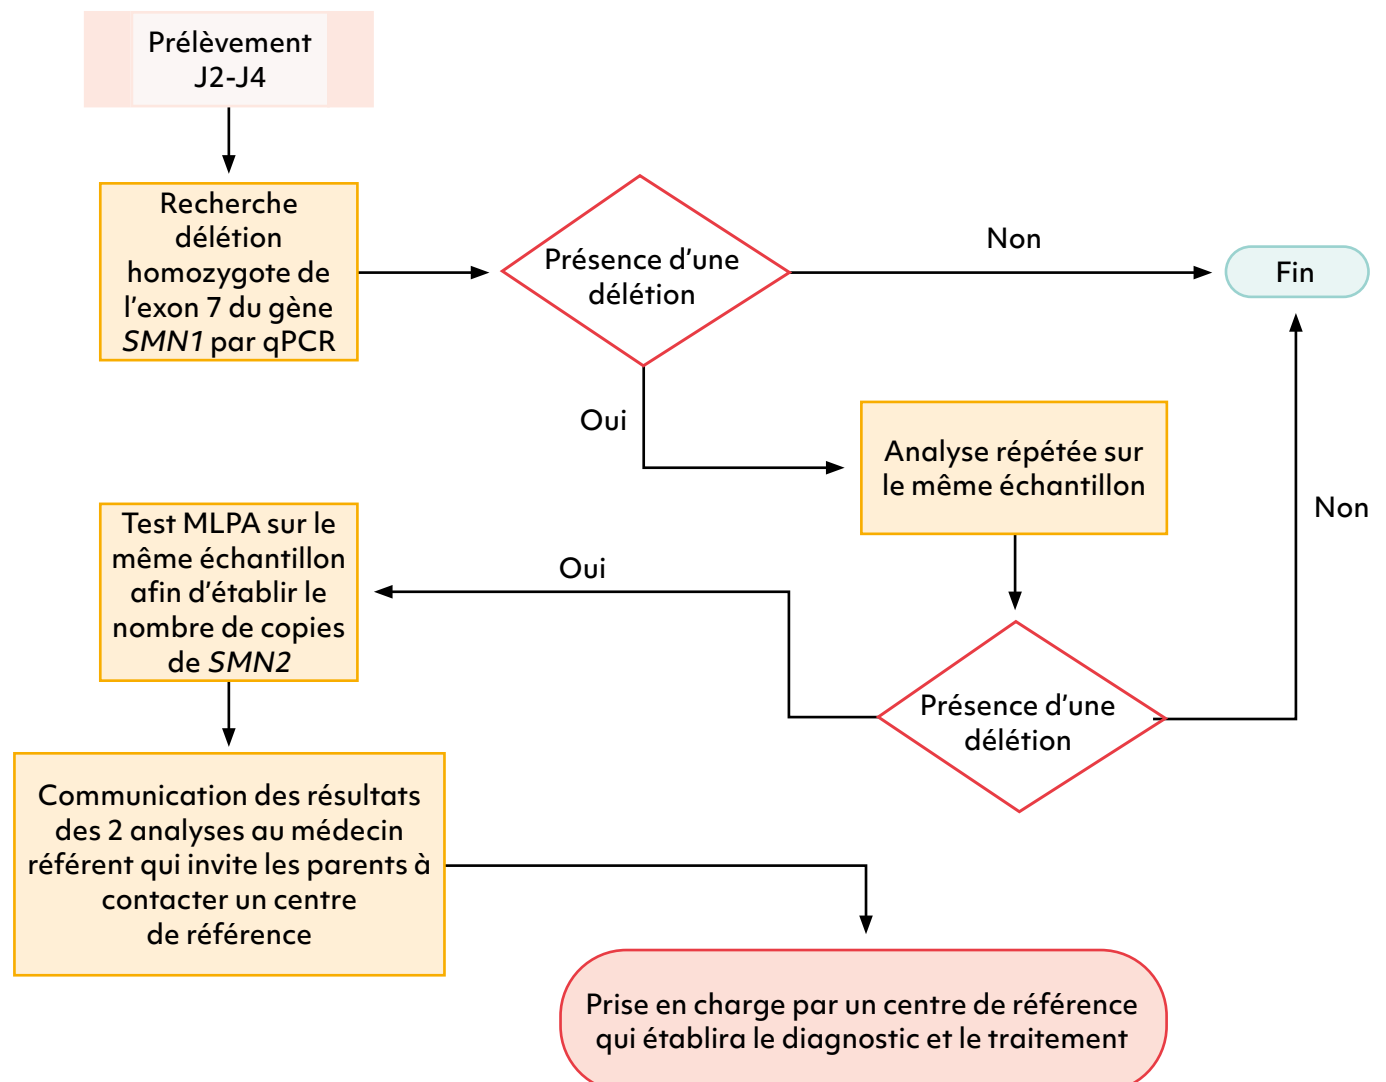 Prélèvement
J2-J4
Recherche
délétion
homozygote de
l'exon 7 du gène
SMN1 par qPCR
Présence d'une
délétion
Non
Fin
Oui
Analyse répétée sur
le même échantillon
Non
Présence d'une
délétion
Oui
Test MLPA sur le
même échantillon
afin d'établir le
nombre de copies
de SMN2
Communication des résultats
des 2 analyses au médecin
référent qui invite les parents à
contacter un centre
de référence
Prise en charge par un centre de référence
qui établira le diagnostic et le traitement